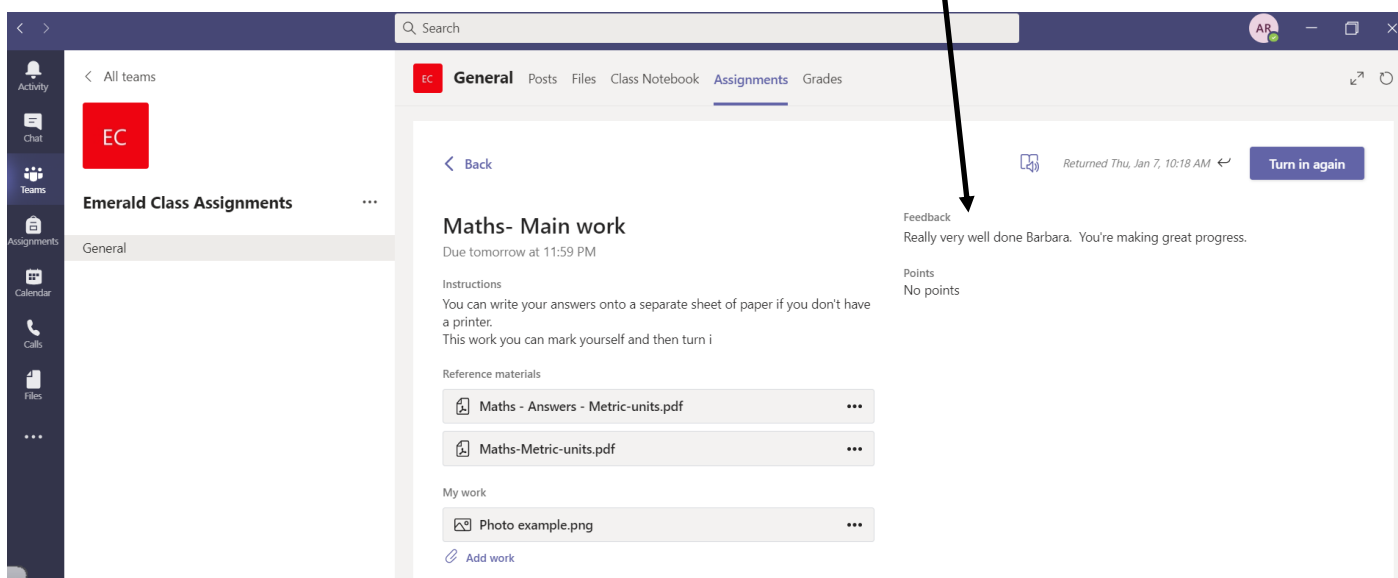 Search
AR
Activity
Chat
Teams
Assignments
Calendar
Calls
Files
All teams
EC
Emerald Class Assignments
General
EC General Posts Files Class Notebook Assignments Grades
Back
Returned Thu, Jan 7, 10:18 AM
Turn in again
Maths- Main work
Due tomorrow at 11:59 PM
Instructions
You can write your answers onto a separate sheet of paper if you don't have
a printer.
This work you can mark yourself and then turn i
Reference materials
Maths - Answers - Metric-units.pdf
Maths-Metric-units.pdf
My work
Photo example.png
Add work
Feedback
Really very well done Barbara. You're making great progress.
Points
No points